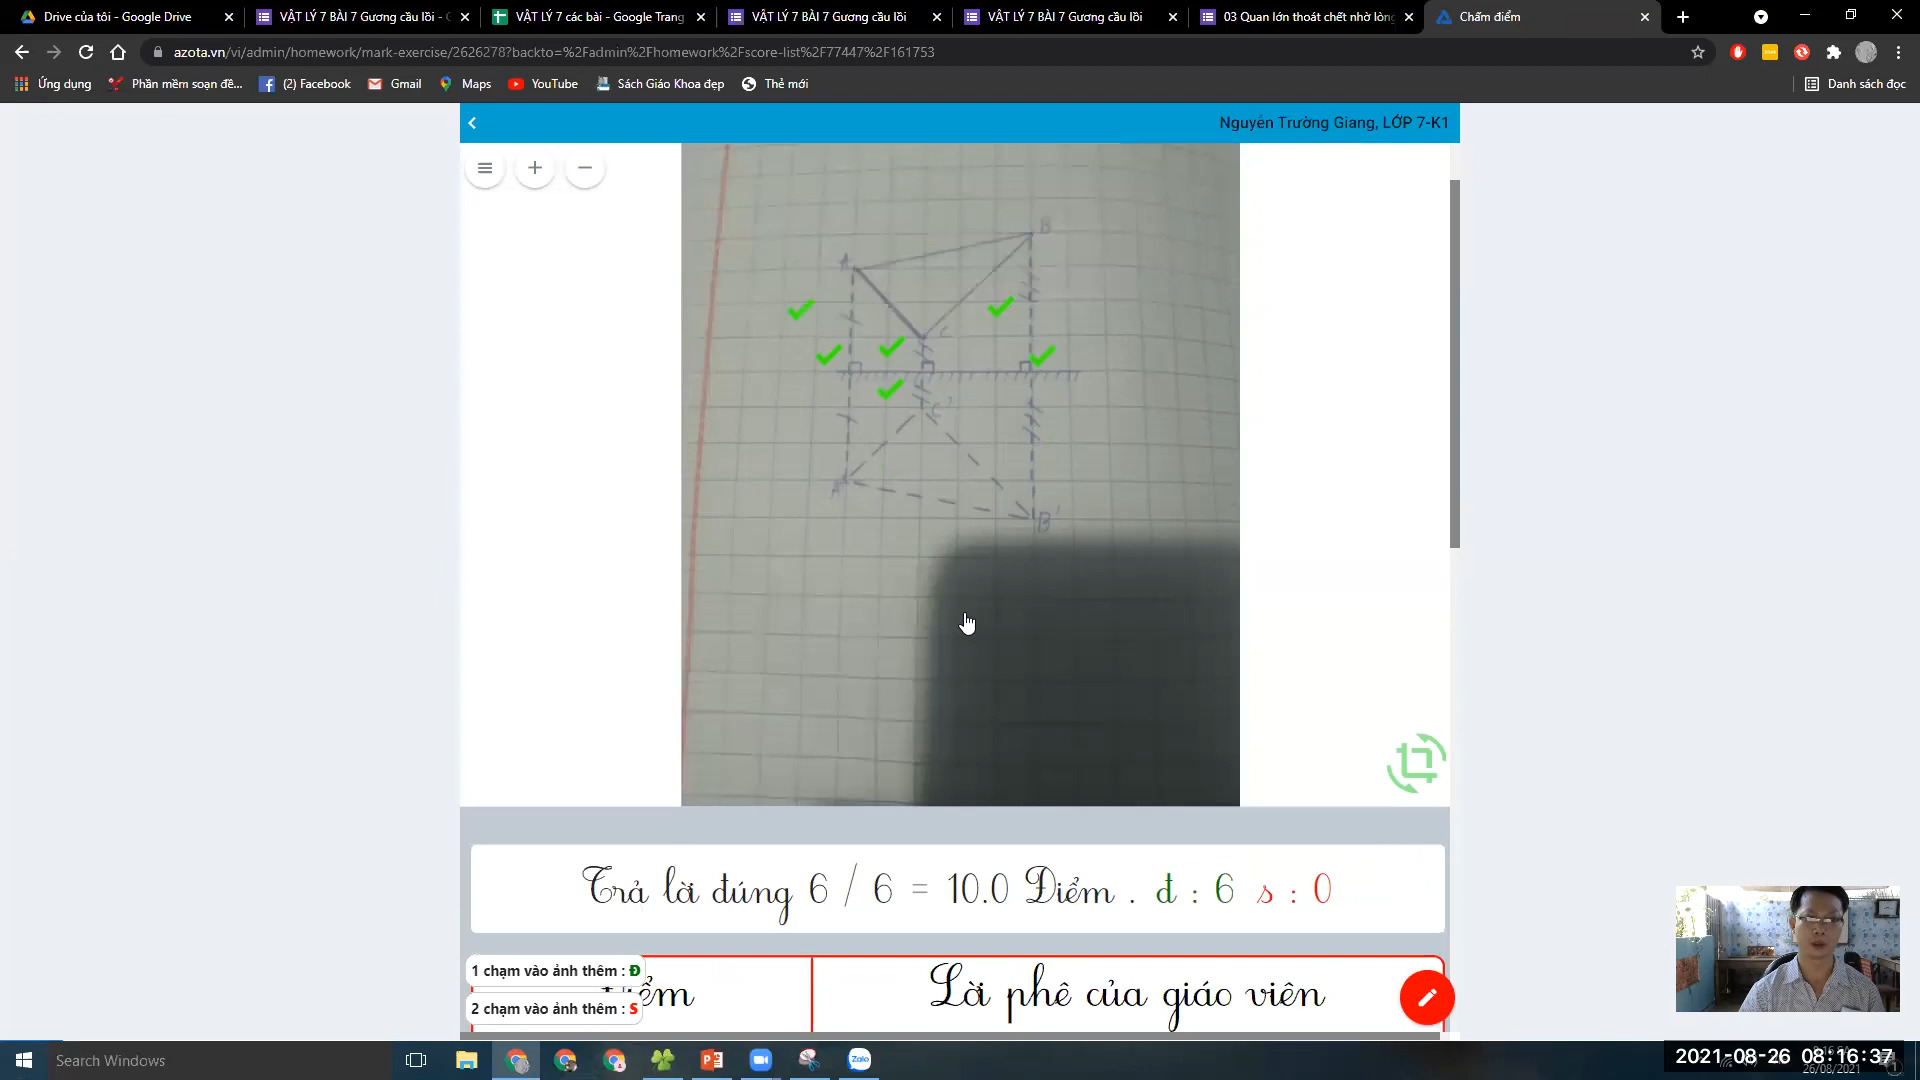 Drive của tôi - Google Drive
VẬT LÝ 7 BÀI 7 Gương cầu lồi - G
VẬT LÝ 7 các bài - Google Trang
VẬT LÝ 7 BÀI 7 Gương cầu lồi
VẬT LÝ 7 BÀI 7 Gương cầu lồi
03 Quan lớn thoát chết nhờ lòng
Chấm điểm
azota.vn/vi/admin/homework/mark-exercise/2626278?backto=%2Fadmin%2Fhomework%2Fscore-list%2F77447%2F161753
Ứng dụng
Phần mềm soạn đề...
(2) Facebook
Gmail
Maps
YouTube
Sách Giáo Khoa đẹp
Thẻ mới
Danh sách đọc
Nguyễn Trường Giang, LỚP 7-K1
B
A
C
C'
A'
B'
Trả lời đúng 6 / 6 = 10.0 Điểm . đ : 6 s : 0
1 chạm vào ảnh thêm : Đ
2 chạm vào ảnh thêm : S
Lời phê của giáo viên
Search Windows
Zalo
2021-08-26 08:16:37
26/08/2021